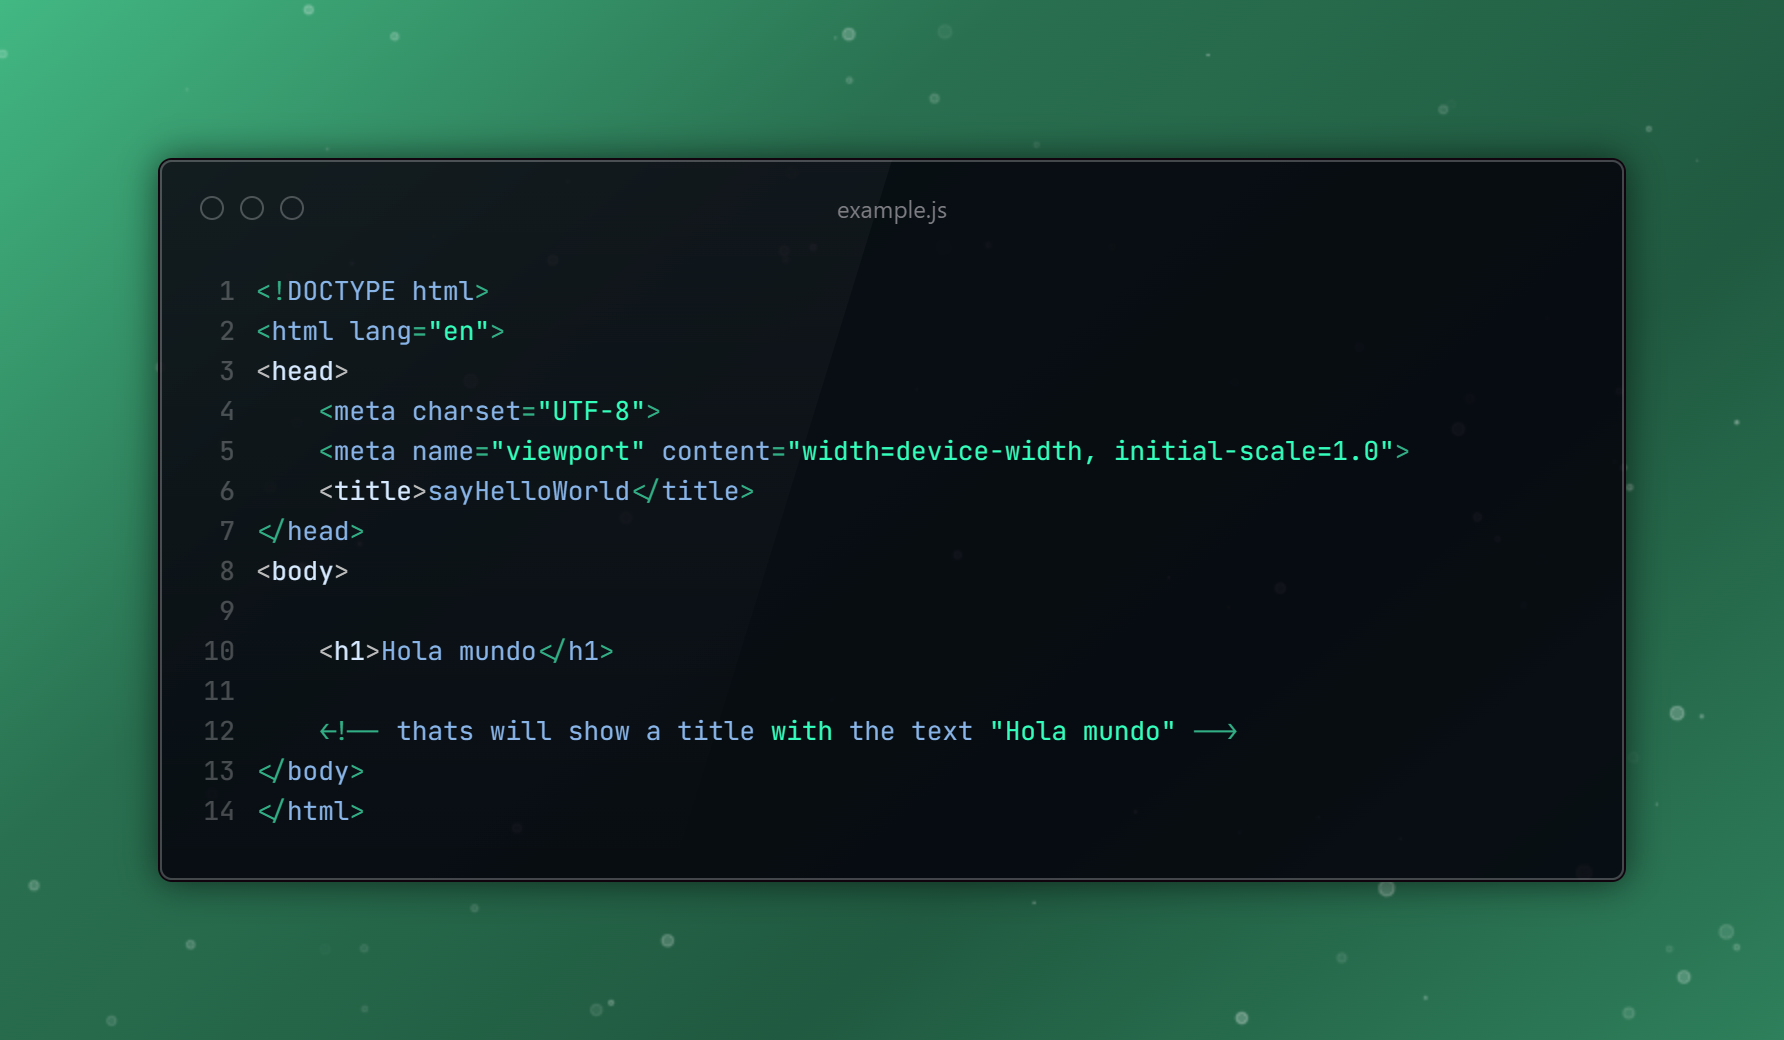 example.js
1 <!DOCTYPE html>
2 <html lang="en">
3 <head>
4     <meta charset="UTF-8">
5     <meta name="viewport" content="width=device-width, initial-scale=1.0">
6     <title>sayHelloWorld</title>
7 </head>
8 <body>
9
10     <h1>Hola mundo</h1>
11
12     <!-- thats will show a title with the text "Hola mundo" -->
13 </body>
14 </html>